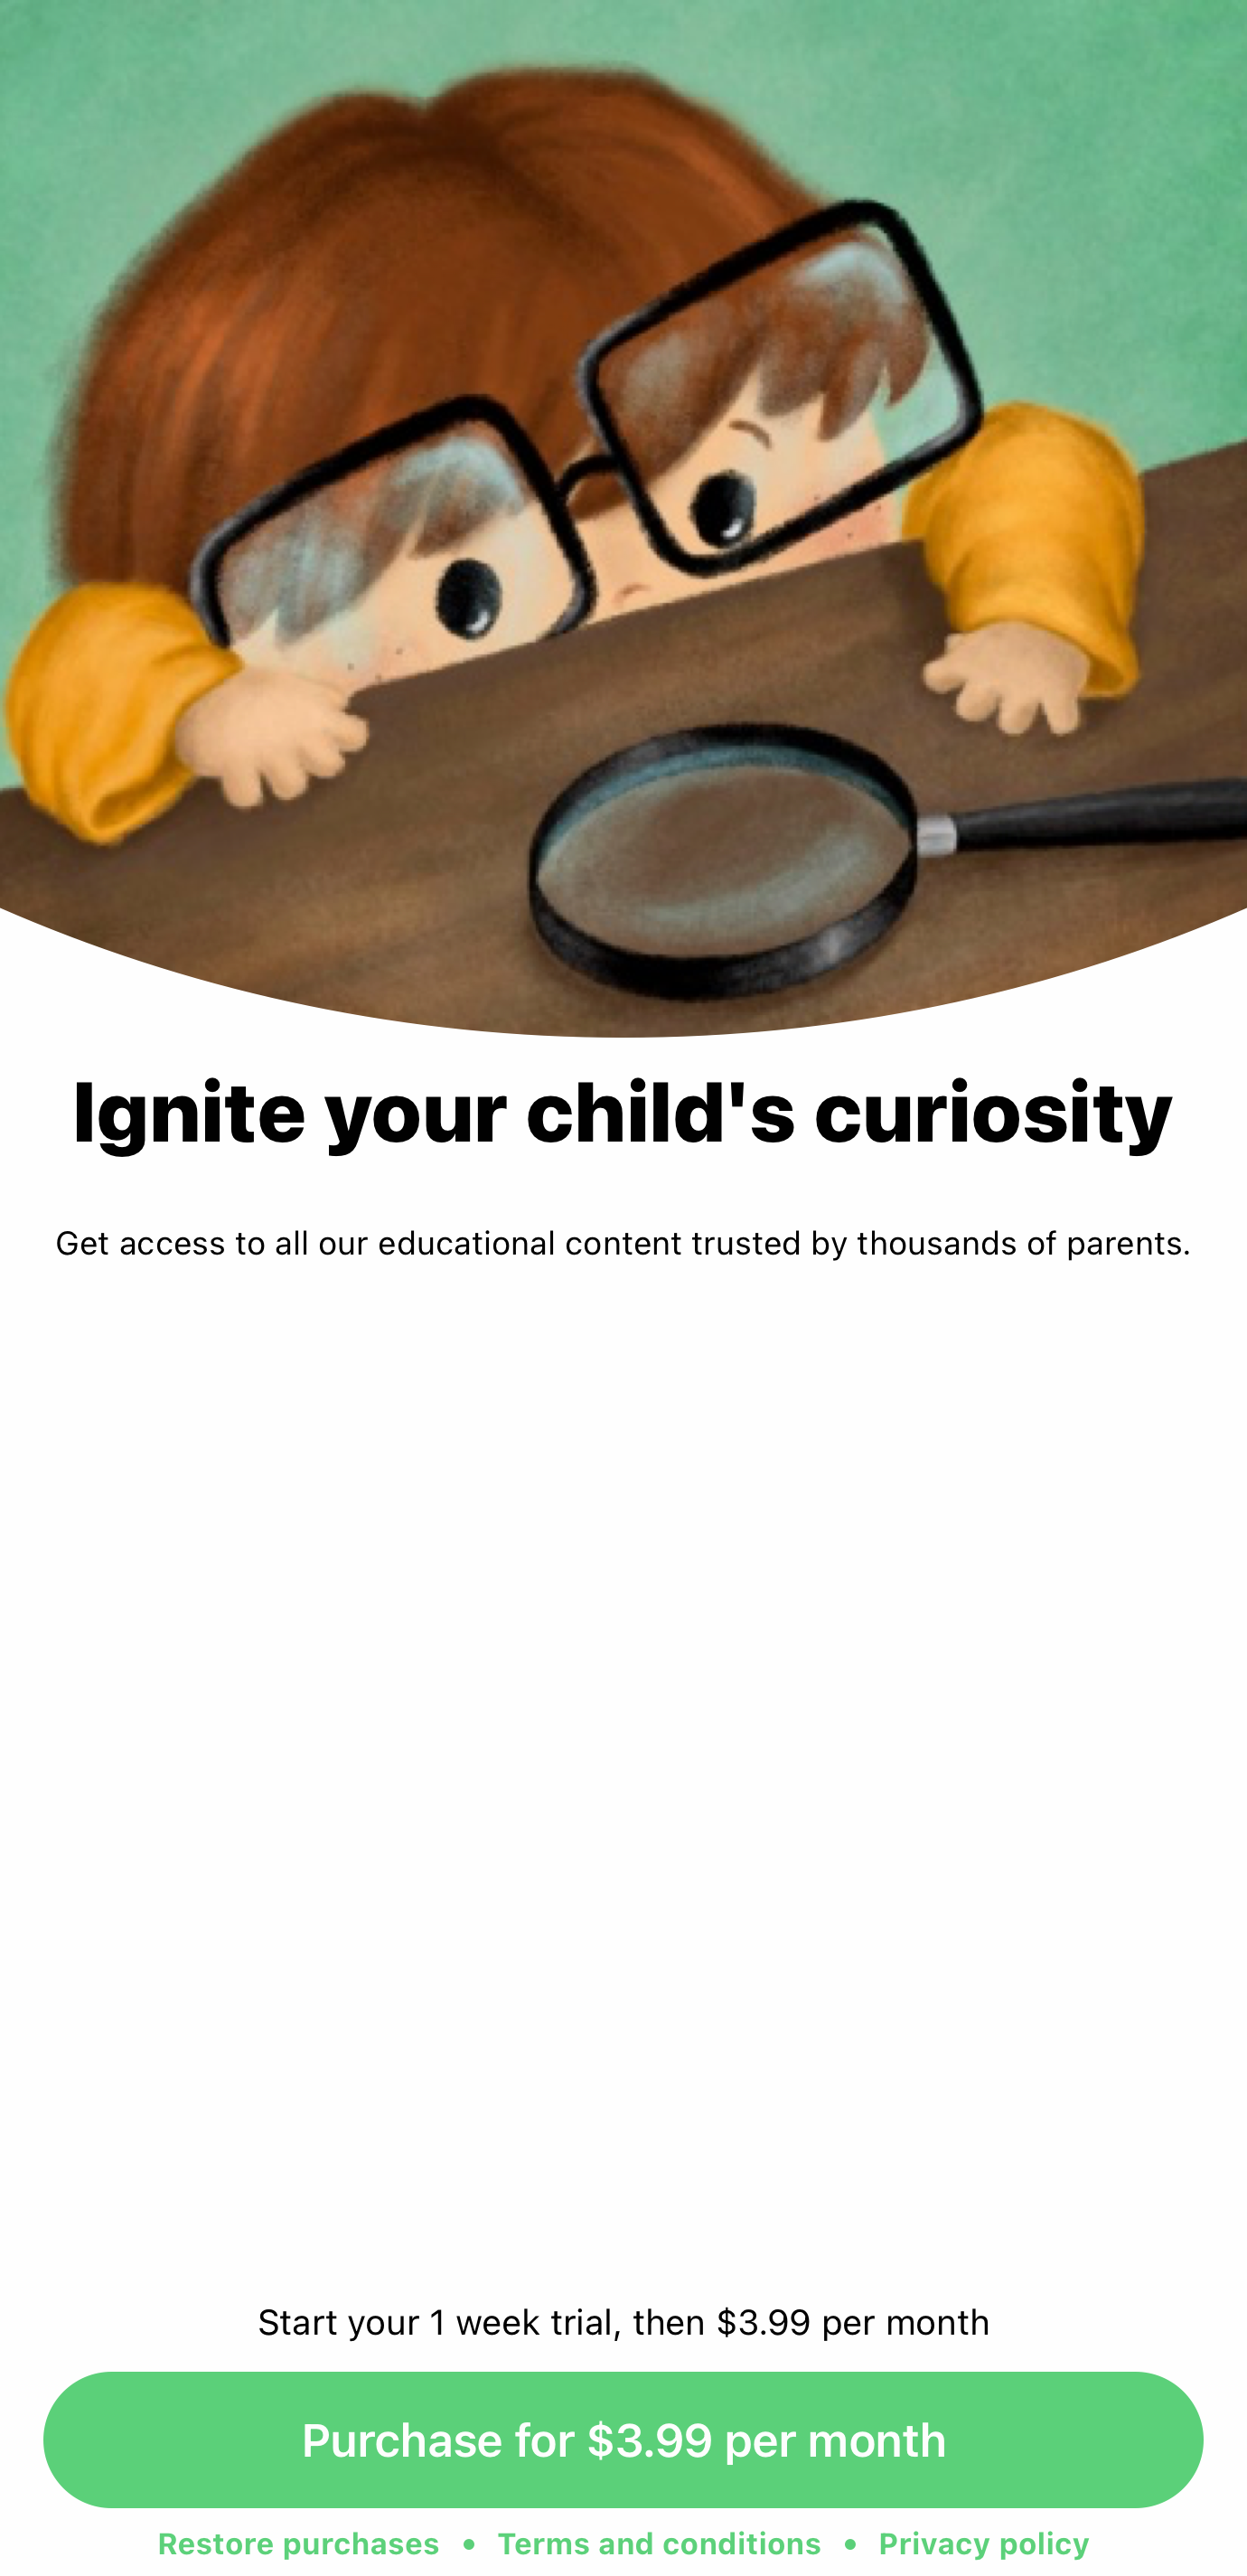 Ignite your child's curiosity
Get access to all our educational content trusted by thousands of parents.
Start your 1 week trial, then $3.99 per month
Purchase for $3.99 per month
Restore purchases • Terms and conditions • Privacy policy